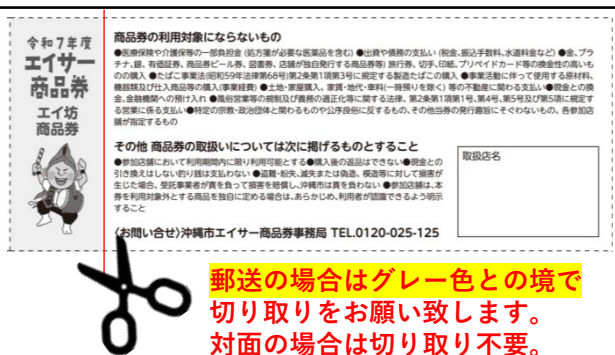 令和7年度
エイサー
商品券
エイ坊
商品券
商品券の利用対象にならないもの
●医療保険や介護保等の一部負担金(処方箋が必要な医薬品を含む) ●出資や債務の支払い(税金、振込手数料、水道料金など) ●金、プラ
チナ、銀、有価証券、商品券ビール券、図書券、店舗が独自発行する商品券等) 旅行券、切手、印紙、プリペイドカード等の換金性の高いも
のの購入 ●たばこ事業法(昭和59年法律第68号)第2条第1項第3号に規定する製造たばこの購入 ●事業活動に伴って使用する原材料、
機器類及び仕入商品等の購入(事業経費) ●土地・家屋購入、家賃・地代・車料(一時預りを除く) 等の不動産に関わる支払い ●現金との換
金、金融機関への預け入れ ●風俗営業等の規制及び業務の適正化等に関する法律、第2条第1項第1号、第4号、第5号及び第5項に規定す
る営業に係る支払い ●特定の宗教・政治団体と関わるものや公序良俗に反するもの、その他当券の発行趣旨にそぐわないもの、各参加店
舗が指定するもの
その他 商品券の取扱いについては次に掲げるものとすること
●参加店舗において利用期間内に限り利用可能とする ●購入後の返品はできない ●現金との
引き換えはしない釣り銭は支払わない ●盗難・紛失、滅失または偽造、模造等に対して損害が
生じた場合、受託事業者が責を負って損害を賠償し、沖縄市は責を負わない ●参加店舗は、本
券を利用対象外とする商品を独自に定める場合は、あらかじめ、利用者が認識できるよう明示
すること
取扱店名
〈お問い合せ〉沖縄市エイサー商品券事務局 TEL.0120-025-125
郵送の場合はグレー色との境で
切り取りをお願い致します。
対面の場合は切り取り不要。